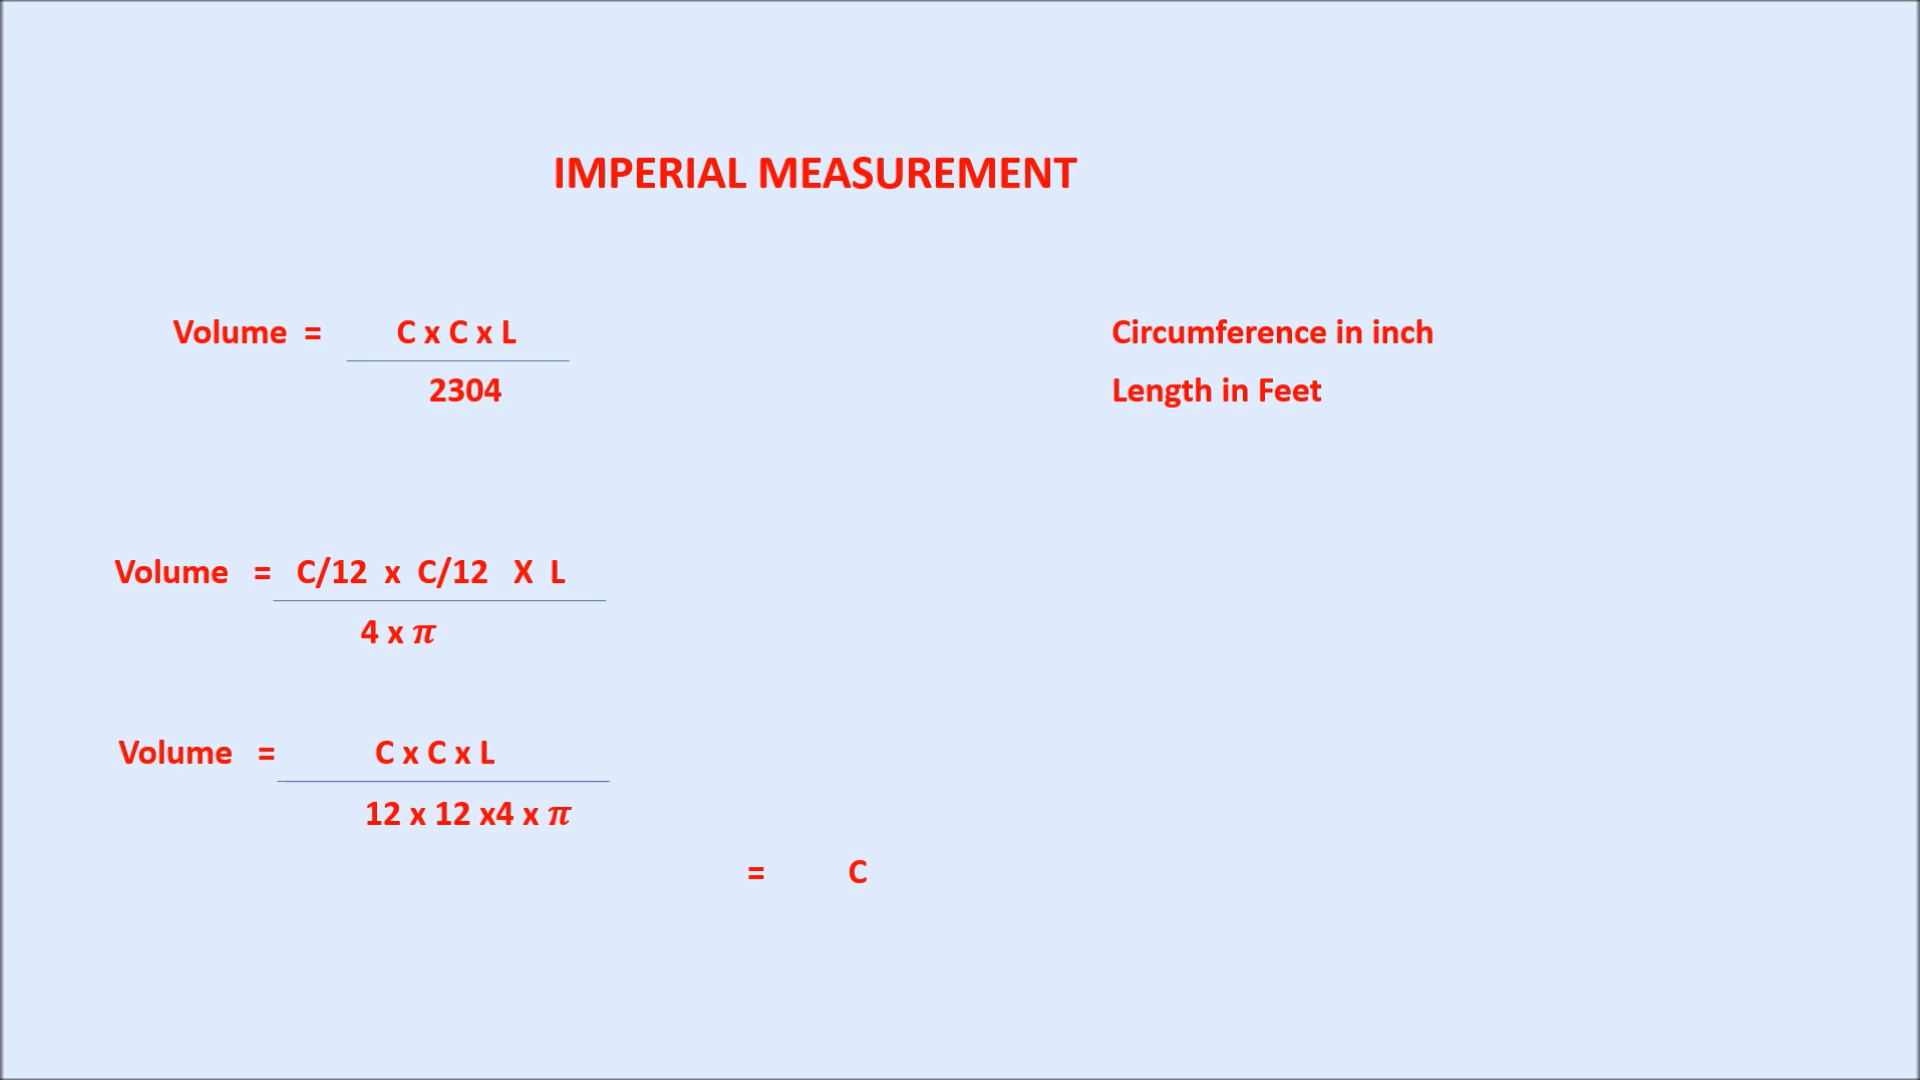 IMPERIAL MEASUREMENT
Volume = C x C x L
2304
Circumference in inch
Length in Feet
Volume = C/12 x C/12 X L
4 x π
Volume = C x C x L
12 x 12 x4 x π
= C